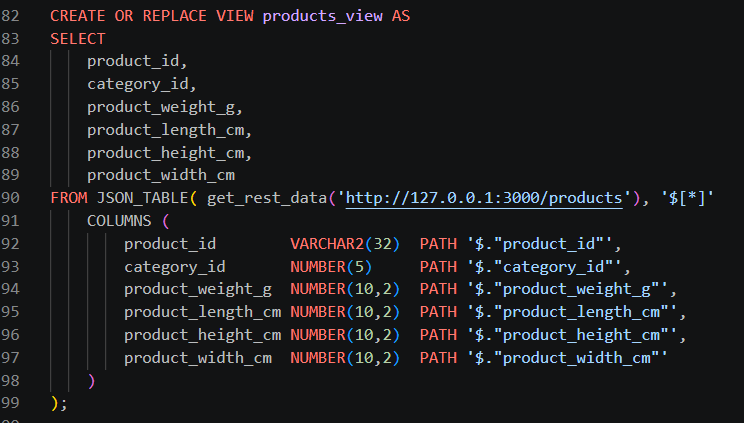 82 CREATE OR REPLACE VIEW products_view AS
83 SELECT
84 product_id,
85 category_id,
86 product_weight_g,
87 product_length_cm,
88 product_height_cm,
89 product_width_cm
90 FROM JSON_TABLE( get_rest_data('http://127.0.0.1:3000/products'), '$[*]'
91 COLUMNS (
92 product_id VARCHAR2(32) PATH '$."product_id"',
93 category_id NUMBER(5) PATH '$."category_id"',
94 product_weight_g NUMBER(10,2) PATH '$."product_weight_g"',
95 product_length_cm NUMBER(10,2) PATH '$."product_length_cm"',
96 product_height_cm NUMBER(10,2) PATH '$."product_height_cm"',
97 product_width_cm NUMBER(10,2) PATH '$."product_width_cm"'
98 )
99 );